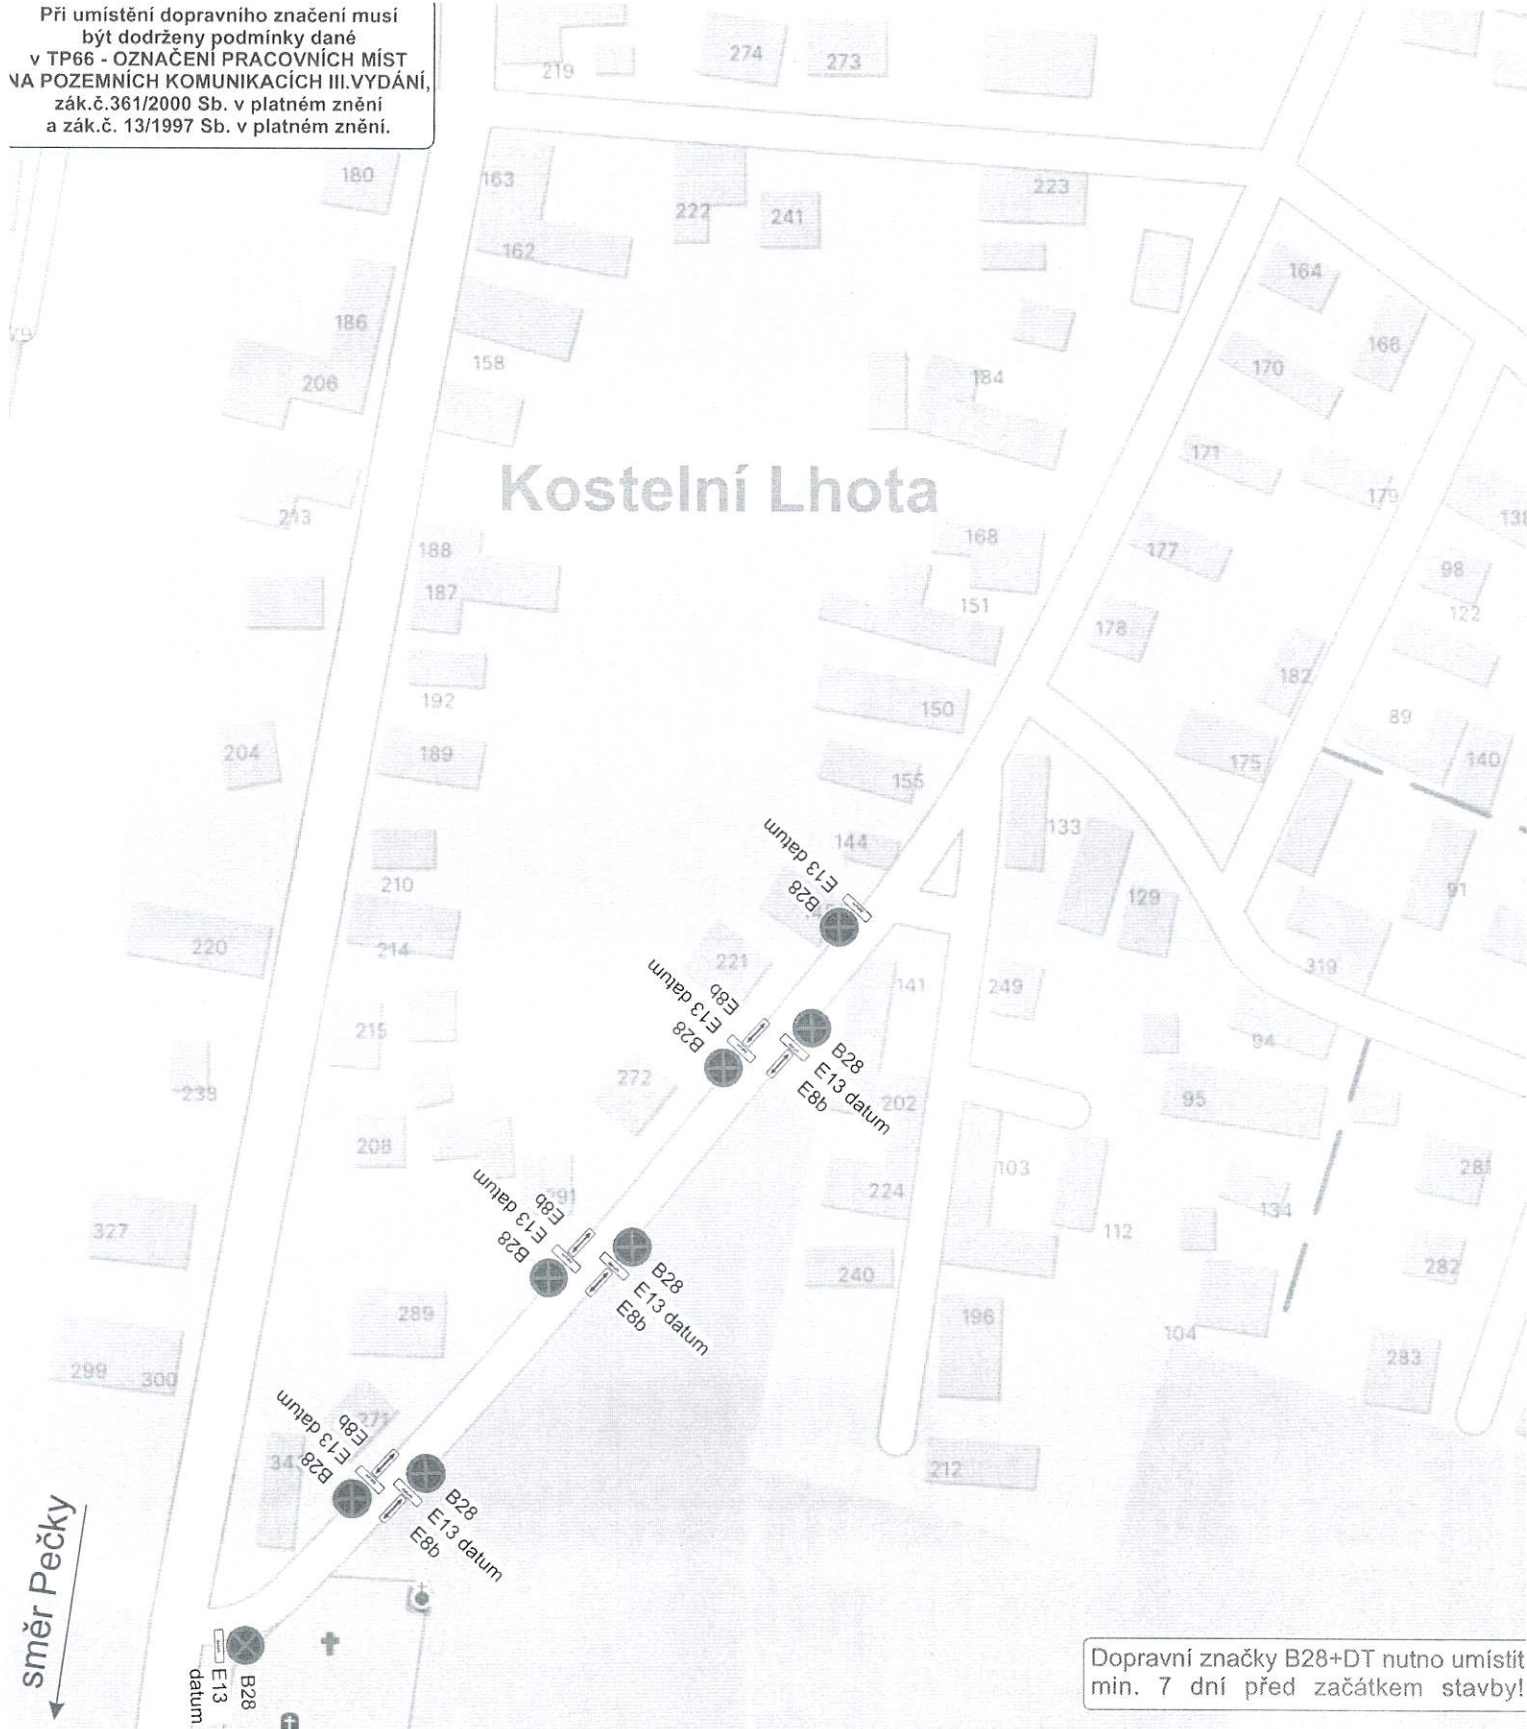 Při umístění dopravního značení musí
být dodrženy podmínky dané
v TP66 - OZNAČENÍ PRACOVNÍCH MÍST
NA POZEMNÍCH KOMUNIKACÍCH III.VYDÁNÍ,
zák.č.361/2000 Sb. v platném znění
a zák.č. 13/1997 Sb. v platném znění.
219
274
273
180
163
222
241
223
162
164
186
158
206
184
170
166
171
179
Kostelní Lhota
213
188
168
177
138
187
151
98
122
178
192
182
150
89
204
189
155
175
140
144
133
210
129
91
E13 datum
B28
220
214
221
141
249
319
E8b
E13 datum
B28
215
94
B28
E13 datum
E8b
239
272
202
95
208
103
281
291
224
134
112
327
E8b
E13 datum
B28
240
282
B28
E13 datum
E8b
289
196
104
299
300
283
271
E8b
E13 datum
B28
212
B28
E13 datum
E8b
směr Pečky
B28
E13
datum
Dopravní značky B28+DT nutno umístit
min. 7 dní před začátkem stavby!